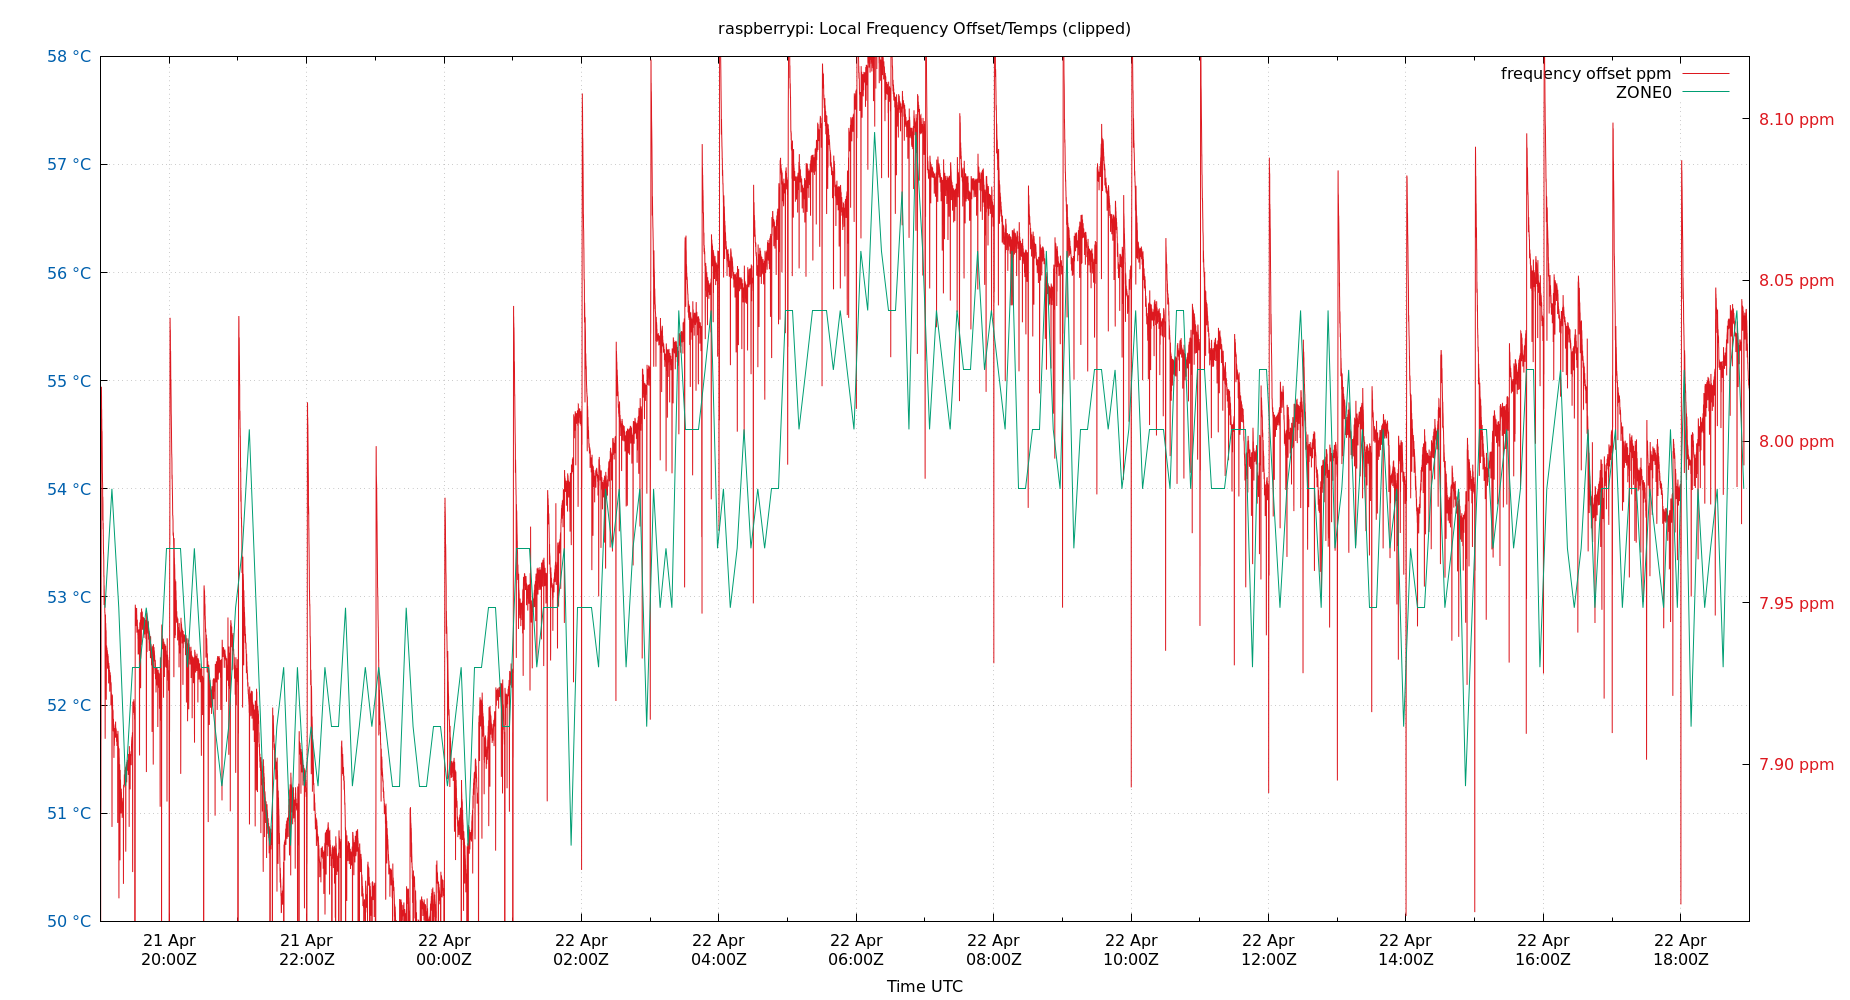 raspberrypi: Local Frequency Offset/Temps (clipped)
58 °C
57 °C
56 °C
55 °C
54 °C
53 °C
52 °C
51 °C
50 °C
frequency offset ppm
ZONE0
8.10 ppm
8.05 ppm
8.00 ppm
7.95 ppm
7.90 ppm
21 Apr
20:00Z
21 Apr
22:00Z
22 Apr
00:00Z
22 Apr
02:00Z
22 Apr
04:00Z
22 Apr
06:00Z
22 Apr
08:00Z
22 Apr
10:00Z
22 Apr
12:00Z
22 Apr
14:00Z
22 Apr
16:00Z
22 Apr
18:00Z
Time UTC